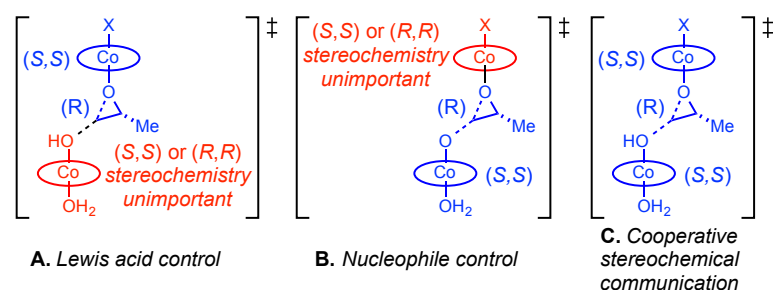 X
‡
(S,S)
Co
O
(R)
Me
HO
(S,S) or (R,R)
Co
stereochemistry
unimportant
OH2
A. Lewis acid control
X
‡
(S,S) or (R,R)
stereochemistry
unimportant
Co
O
(R)
Me
O
Co
(S,S)
OH2
B. Nucleophile control
X
‡
(S,S)
Co
O
(R)
Me
HO
Co
(S,S)
OH2
C. Cooperative
stereochemical
communication